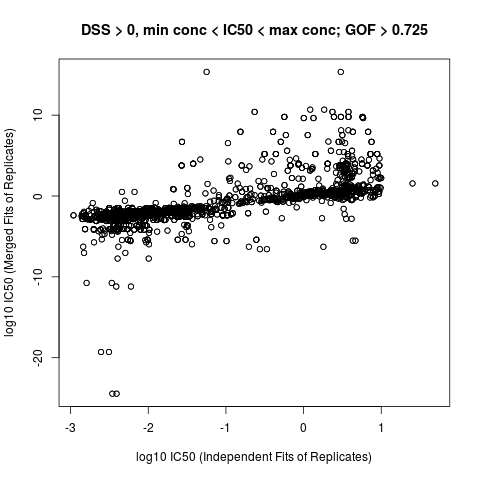 DSS > 0, min conc < IC50 < max conc; GOF > 0.725
log10 IC50 (Merged Fits of Replicates)
10
0
-10
-20
-3 -2 -1 0 1
log10 IC50 (Independent Fits of Replicates)